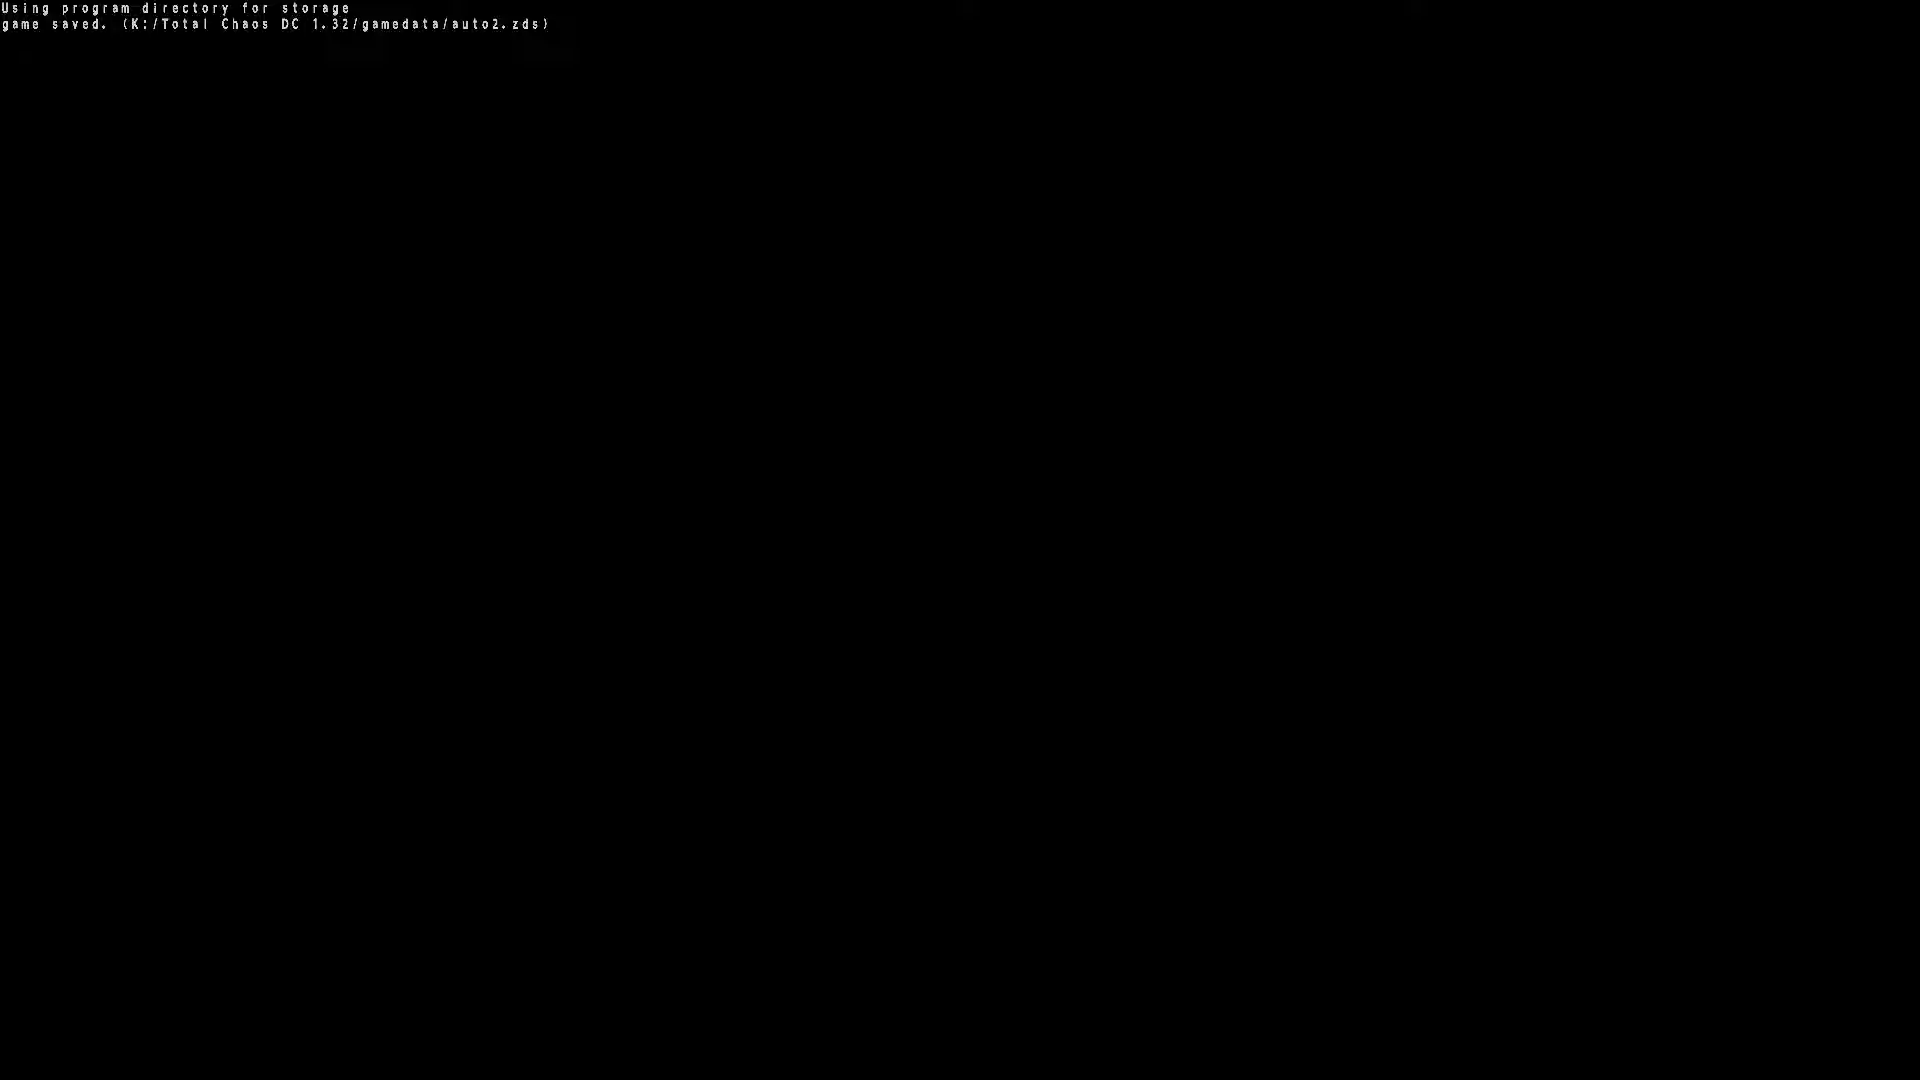 Using program directory for storage
game saved. (K:/Total Chaos DC 1.32/gamedata/auto2.zds)